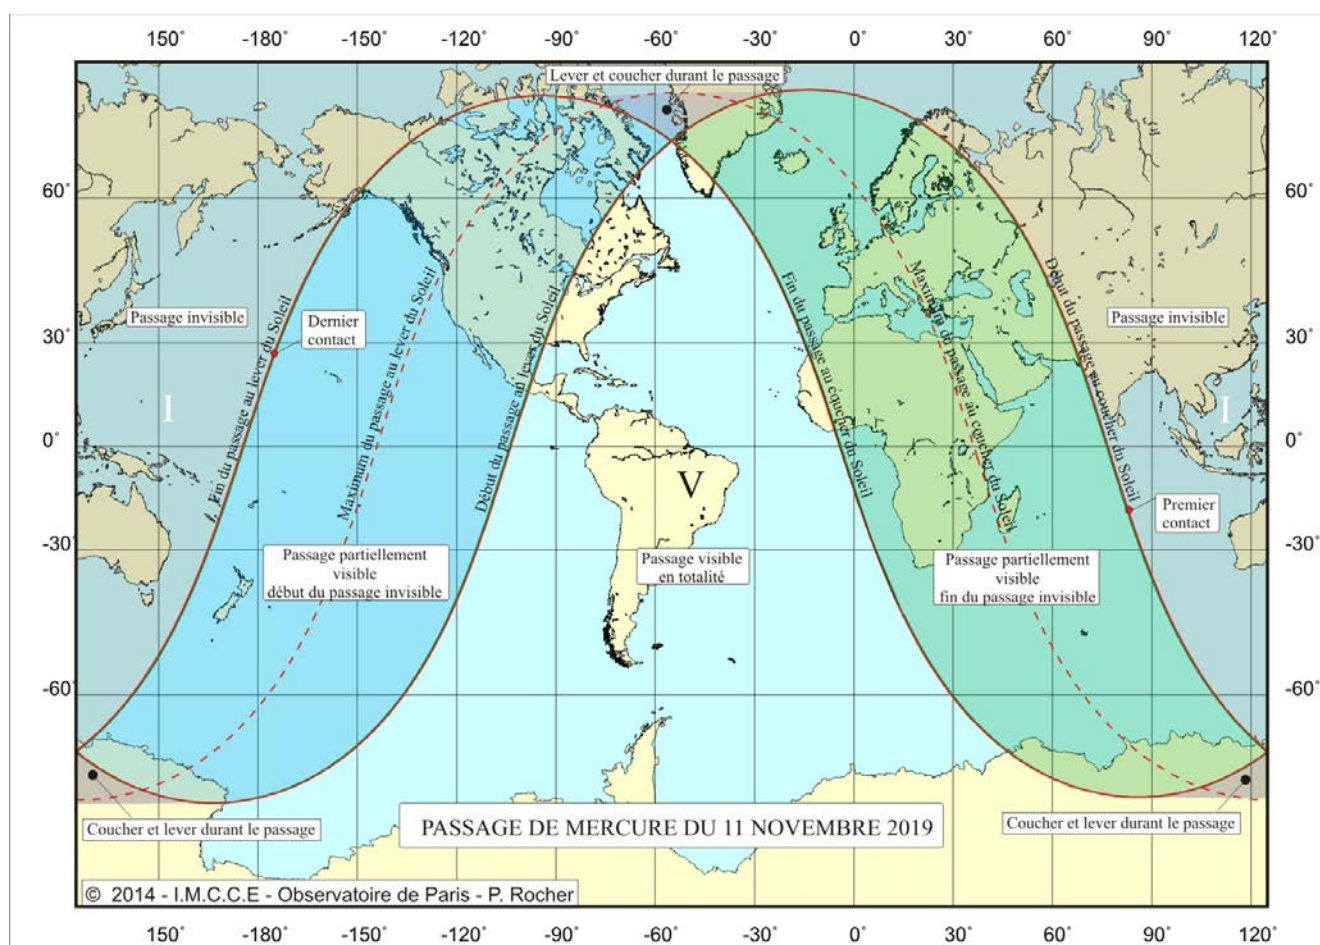 150˚ -180˚ -150˚ -120˚ -90˚ -60˚ -30˚ 0˚ 30˚ 60˚ 90˚ 120˚
Lever et coucher durant le passage
60˚ 60˚
30˚ 30˚
0˚ 0˚
-30˚ -30˚
-60˚ -60˚
Passage invisible
I
Fin du passage au lever du Soleil
Dernier
contact
Maximum du passage au lever du Soleil
Début du passage au lever du Soleil
Passage partiellement
visible
début du passage invisible
V
Passage visible
en totalité
Fin du passage au coucher du Soleil
Maximum du passage au coucher du Soleil
Début du passage au coucher du Soleil
Passage partiellement
visible
fin du passage invisible
Passage invisible
I
Premier
contact
Coucher et lever durant le passage
Coucher et lever durant le passage
PASSAGE DE MERCURE DU 11 NOVEMBRE 2019
© 2014 - I.M.C.C.E - Observatoire de Paris - P. Rocher
150˚ -180˚ -150˚ -120˚ -90˚ -60˚ -30˚ 0˚ 30˚ 60˚ 90˚ 120˚